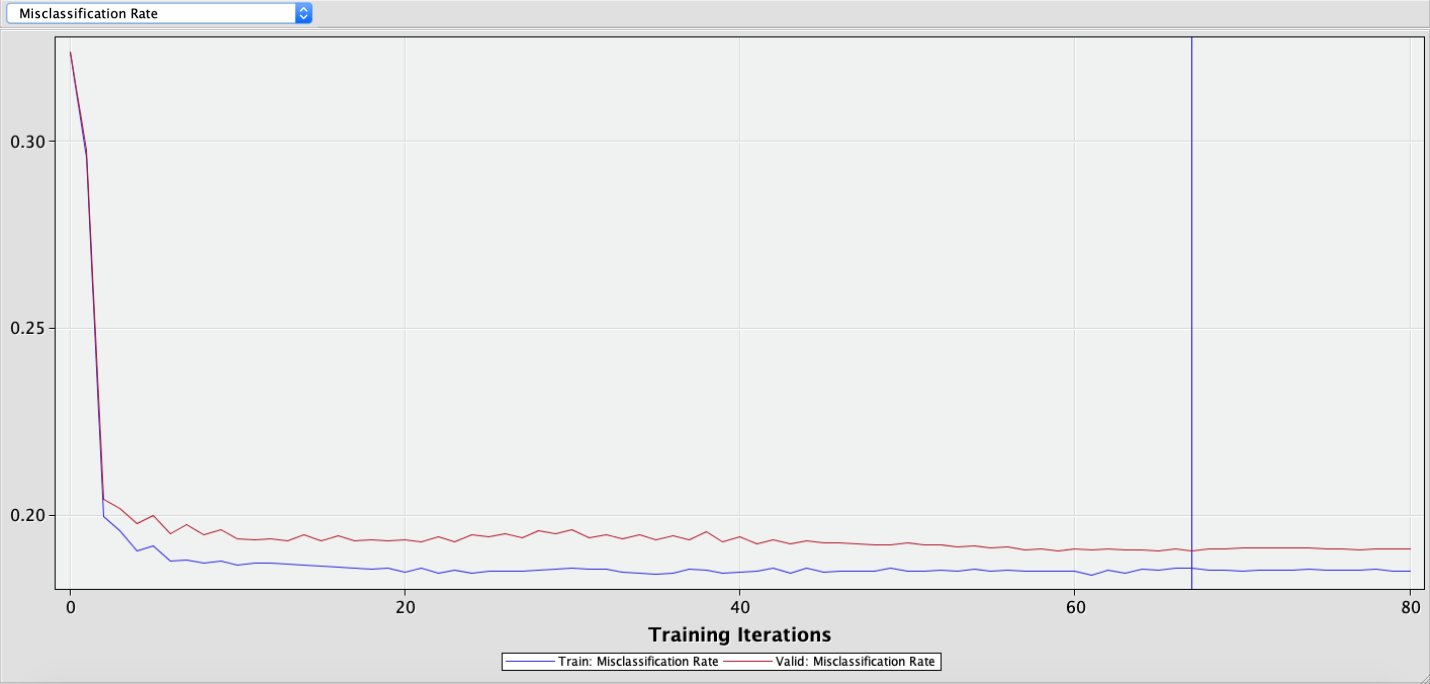 Misclassification Rate
0.30
0.25
0.20
0 20 40 60 80
Training Iterations
Train: Misclassification Rate Valid: Misclassification Rate